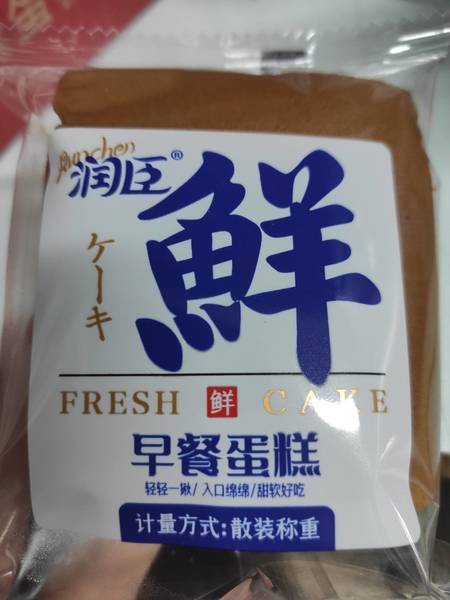 Runchen
润臣®
鮮
ケーキ
FRESH 鲜 CAKE
早餐蛋糕
轻轻一揪/入口绵绵/甜软好吃
计量方式:散装称重